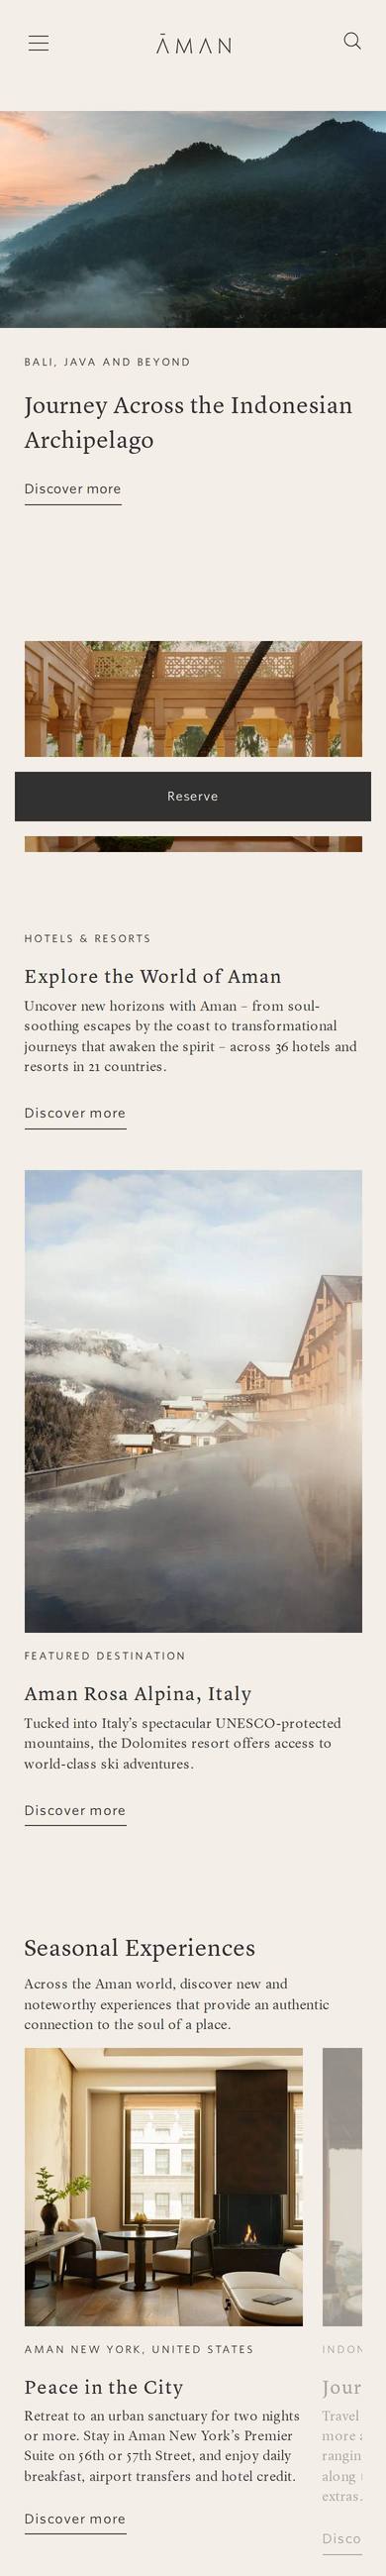 ĀMAN
BALI, JAVA AND BEYOND
Journey Across the Indonesian
Archipelago
Discover more
Reserve
HOTELS & RESORTS
Explore the World of Aman
Uncover new horizons with Aman – from soul-
soothing escapes by the coast to transformational
journeys that awaken the spirit – across 36 hotels and
resorts in 21 countries.
Discover more
FEATURED DESTINATION
Aman Rosa Alpina, Italy
Tucked into Italy’s spectacular UNESCO-protected
mountains, the Dolomites resort offers access to
world-class ski adventures.
Discover more
Seasonal Experiences
Across the Aman world, discover new and
noteworthy experiences that provide an authentic
connection to the soul of a place.
AMAN NEW YORK, UNITED STATES
Peace in the City
Retreat to an urban sanctuary for two nights
or more. Stay in Aman New York’s Premier
Suite on 56th or 57th Street, and enjoy daily
breakfast, airport transfers and hotel credit.
Discover more
Travel
more
along
extras.